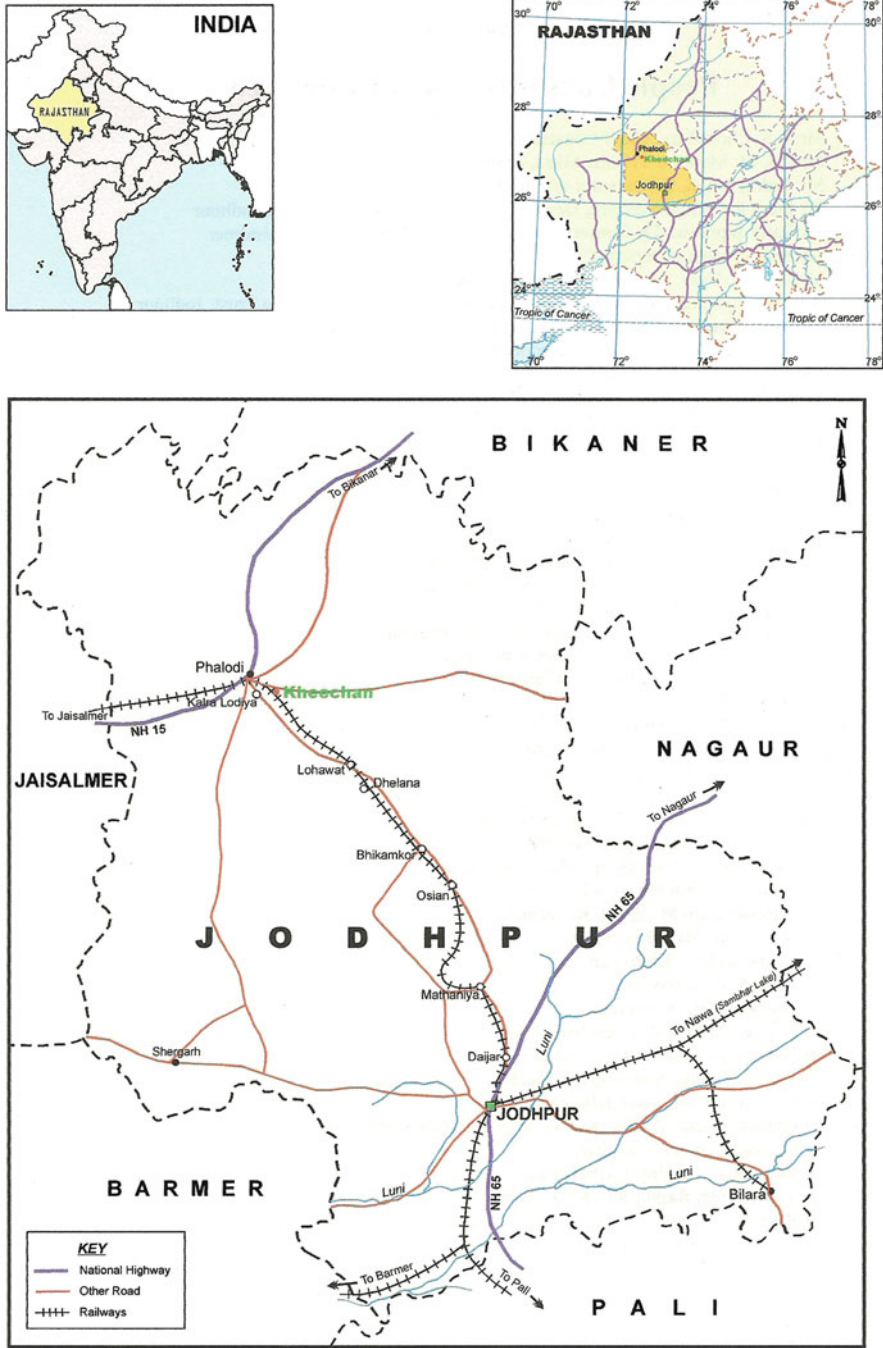 INDIA
RAJASTHAN
30°
70°
72°
74°
76°
30°
RAJASTHAN
28°
28°
Phalodi
Kheechan
Jodhpur
26°
26°
24°
24°
Tropic of Cancer
Tropic of Cancer
70°
72°
74°
76°
78°
BIKANER
N
To Bikanar
Phalodi
Kheechan
Kalra Lodiya
To Jaisalmer
NH 15
NAGAUR
JAISALMER
Lohawat
Dhelana
To Nagaur
Bhikamkor
Osian
NH 65
JODHPUR
Mathaniya
To Nawa (Sambhar Lake)
Luni
Shergarh
Daijar
JODHPUR
BARMER
Luni
NH 65
Luni
Bilara
KEY
National Highway
Other Road
Railways
To Barmer
To Pali
PALI